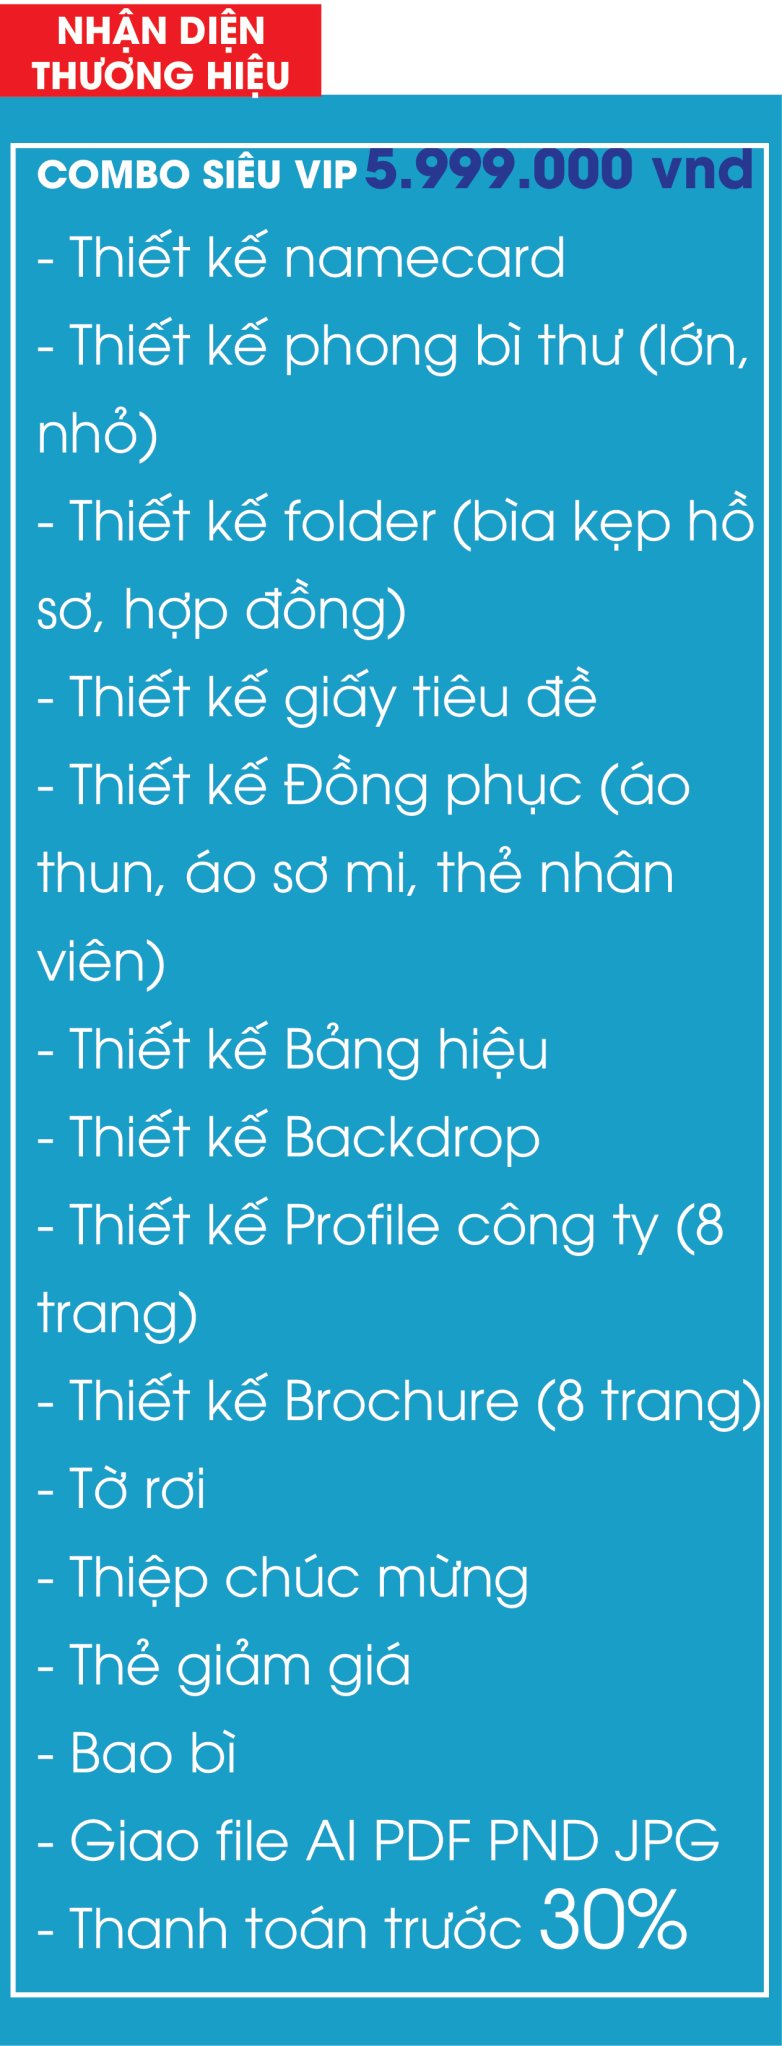 NHẬN DIỆN
THƯƠNG HIỆU
COMBO SIÊU VIP 5.999.000 vnd
- Thiết kế namecard
- Thiết kế phong bì thư (lớn,
nhỏ)
- Thiết kế folder (bìa kẹp hồ
sơ, hợp đồng)
- Thiết kế giấy tiêu đề
- Thiết kế Đồng phục (áo
thun, áo sơ mi, thẻ nhân
viên)
- Thiết kế Bảng hiệu
- Thiết kế Backdrop
- Thiết kế Profile công ty (8
trang)
- Thiết kế Brochure (8 trang)
- Tờ rơi
- Thiệp chúc mừng
- Thẻ giảm giá
- Bao bì
- Giao file AI PDF PND JPG
- Thanh toán trước 30%